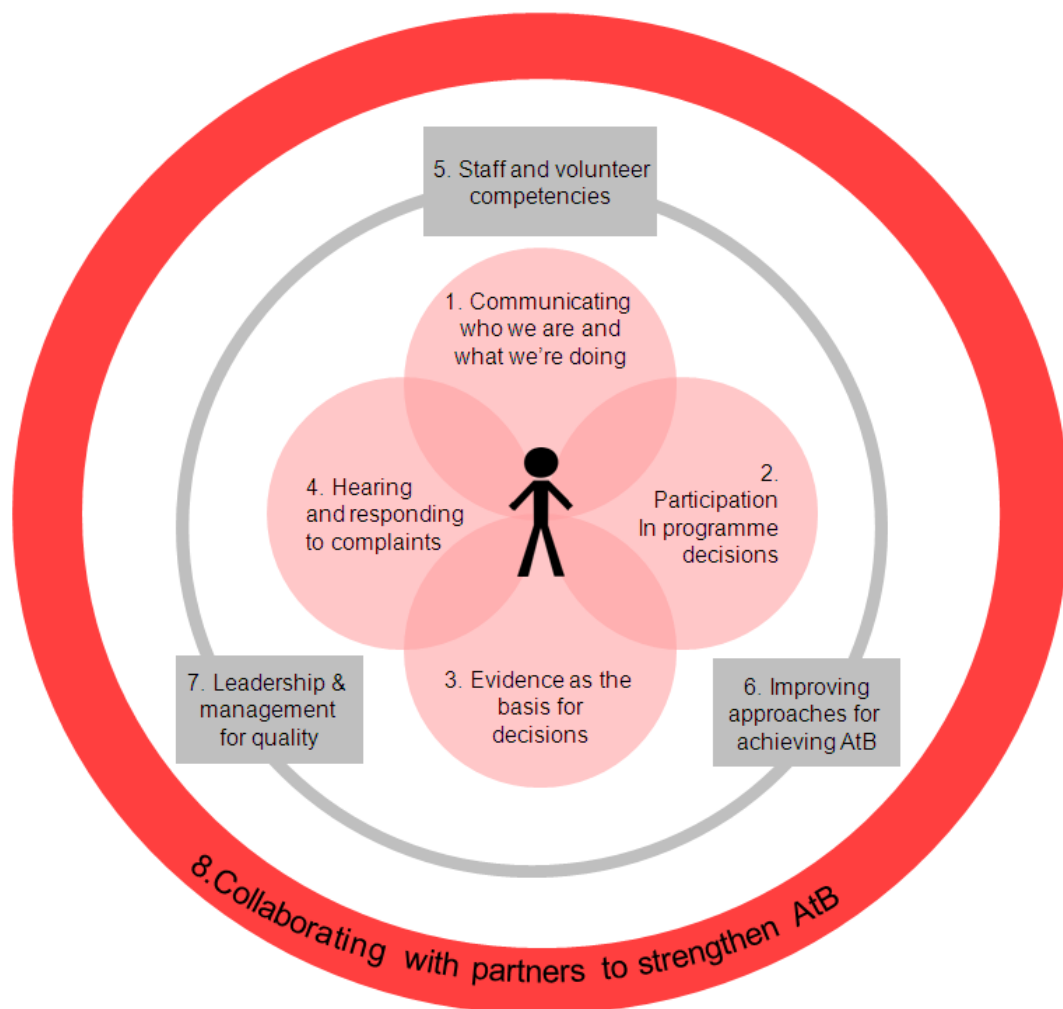 5. Staff and volunteer
competencies
1. Communicating
who we are and
what we’re doing
4. Hearing
and responding
to complaints
2.
Participation
In programme
decisions
3. Evidence as the
basis for
decisions
7. Leadership &
management
for quality
6. Improving
approaches for
achieving AtB
8.Collaborating with partners to strengthen AtB